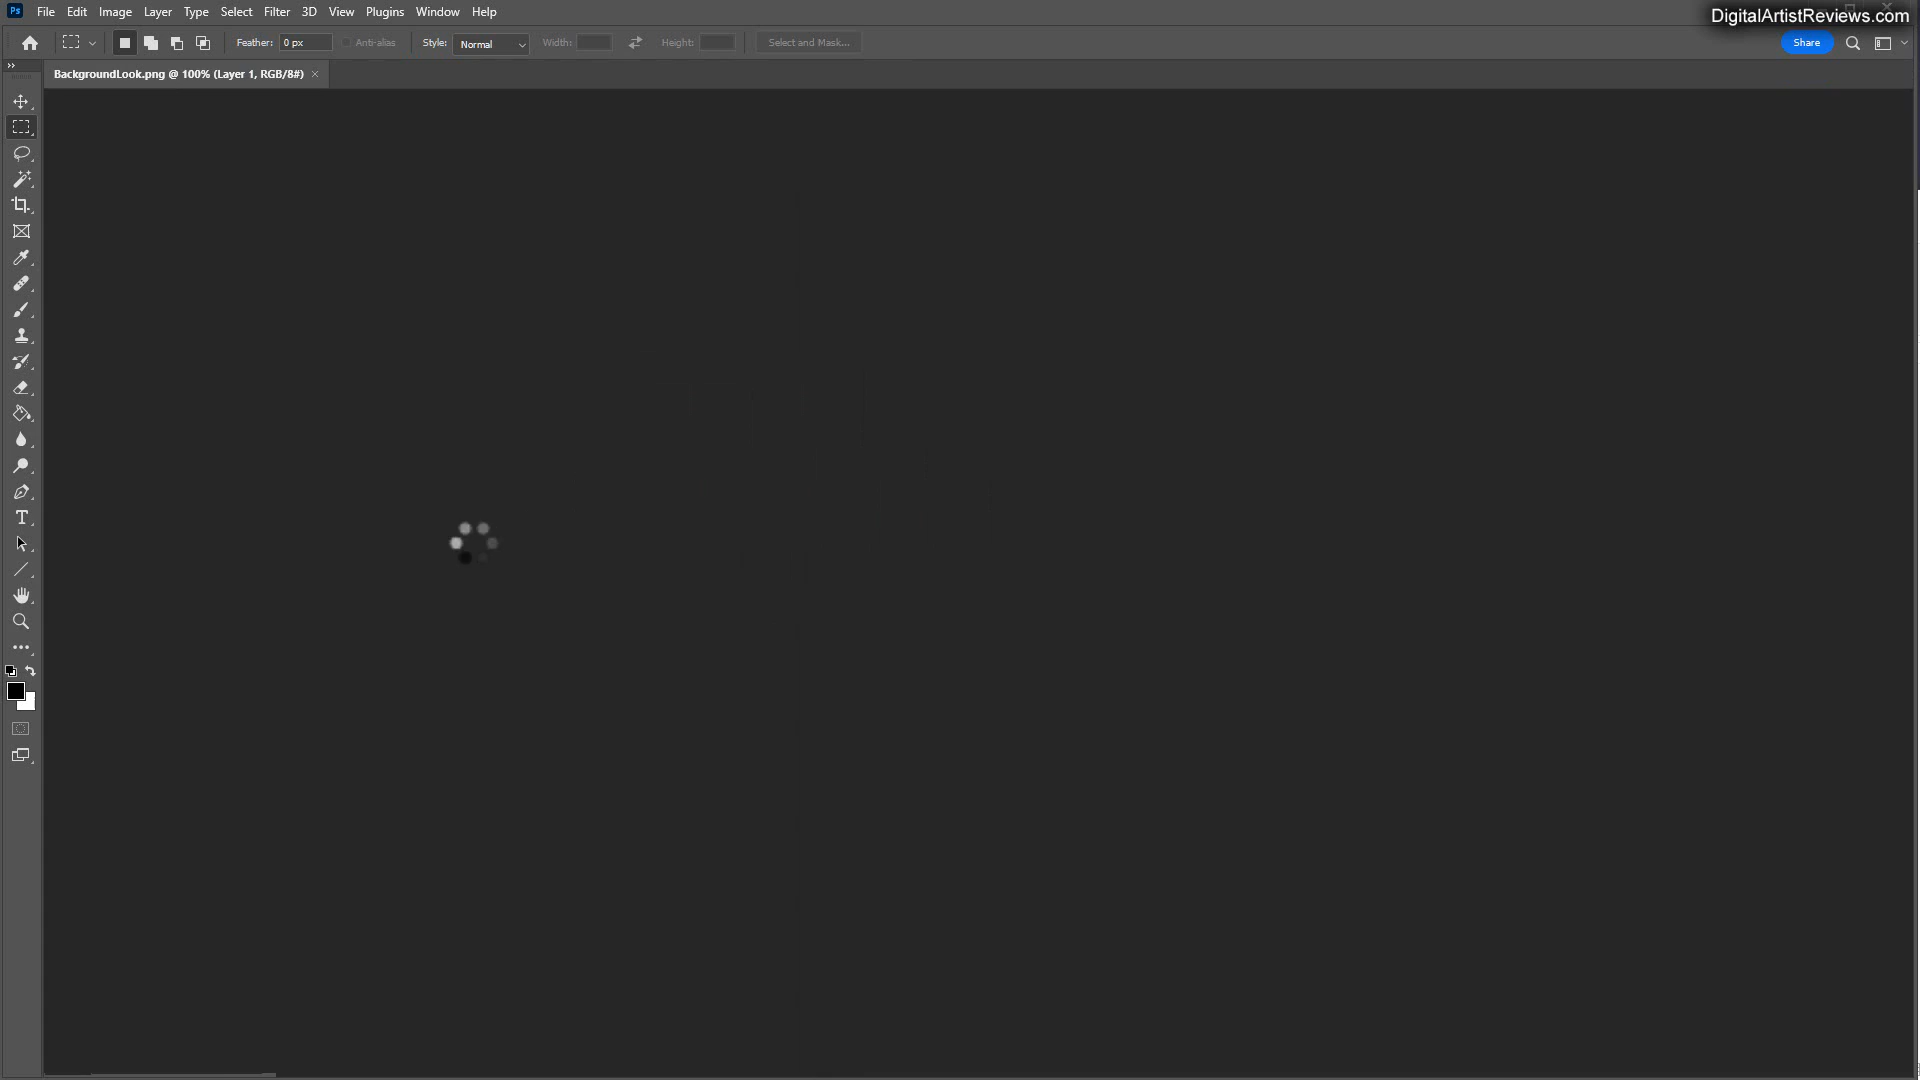 Ps File Edit Image Layer Type Select Filter 3D View Plugins Window Help
DigitalArtistReviews.com
Feather: 0 px Anti-alias Style: Normal Width: Height: Select and Mask... Share
BackgroundLook.png @ 100% (Layer 1, RGB/8#) ×
T